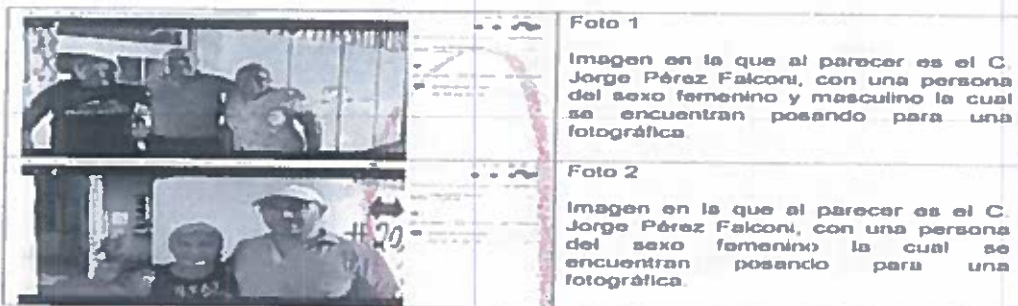 Foto 1
Imagen en la que al parecer es el C.
Jorge Pérez Falconi, con una persona
del sexo femenino y masculino la cual
se encuentran posando para una
fotográfica.
Foto 2
#20
Imagen en la que al parecer es el C.
Jorge Pérez Falconi, con una persona
del sexo femenino la cual se
encuentran posando para una
fotográfica.